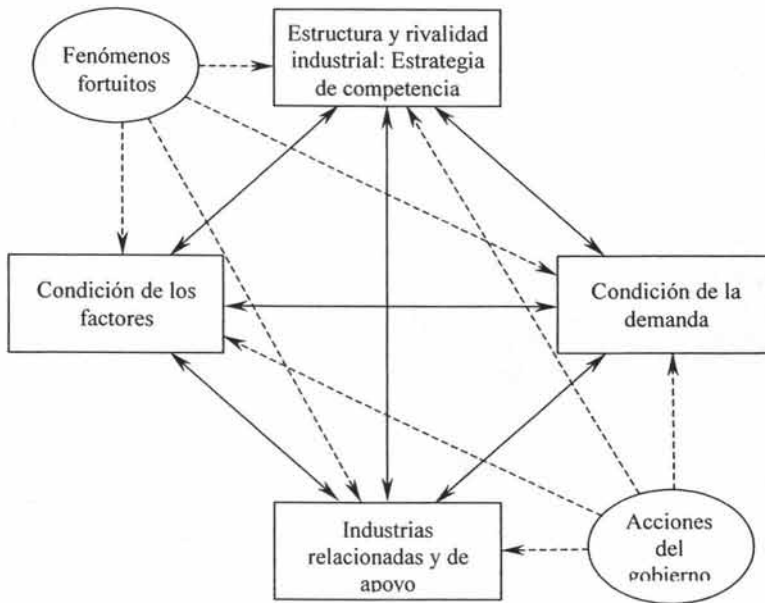 Fenómenos
fortuitos
Estructura y rivalidad
industrial: Estrategia
de competencia
Condición de los
factores
Condición de la
demanda
Industrias
relacionadas y de
apoyo
Acciones
del
gobierno